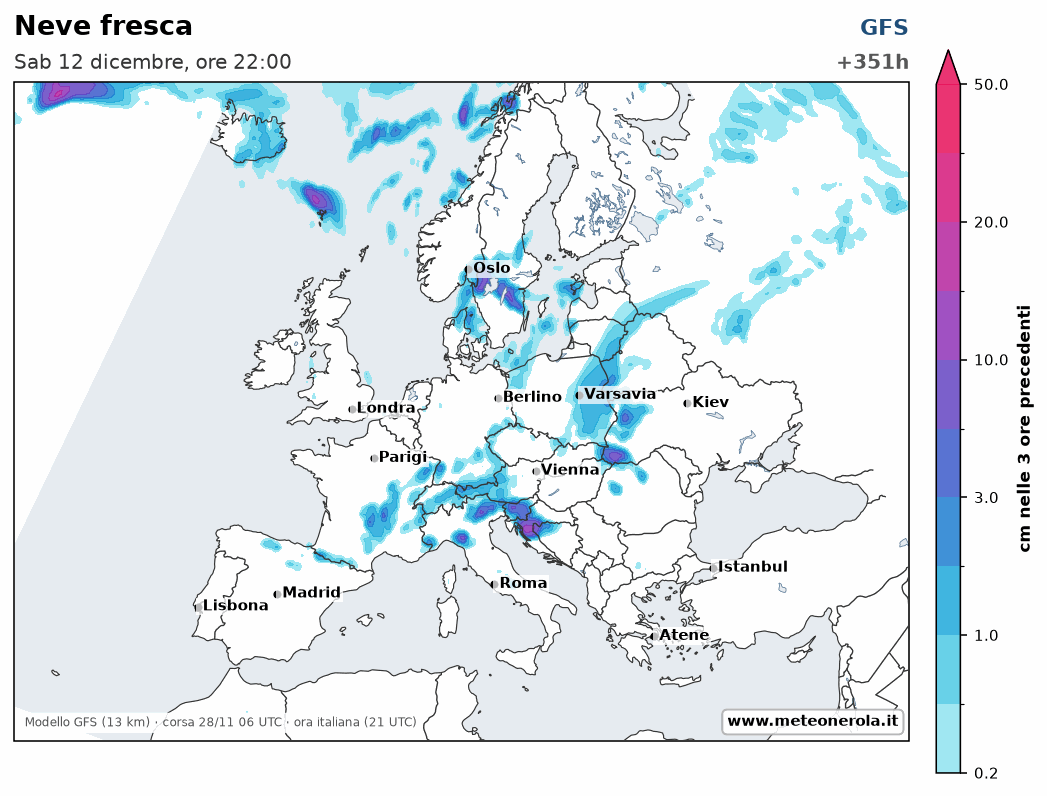 Neve fresca
GFS
Sab 12 dicembre, ore 22:00
+351h
50.0
20.0
10.0
3.0
1.0
0.2
cm nelle 3 ore precedenti
Oslo
Berlino
Varsavia
Kiev
Londra
Parigi
Vienna
Istanbul
Roma
Madrid
Lisbona
Atene
Modello GFS (13 km) · corsa 28/11 06 UTC · ora italiana (21 UTC)
www.meteonerola.it